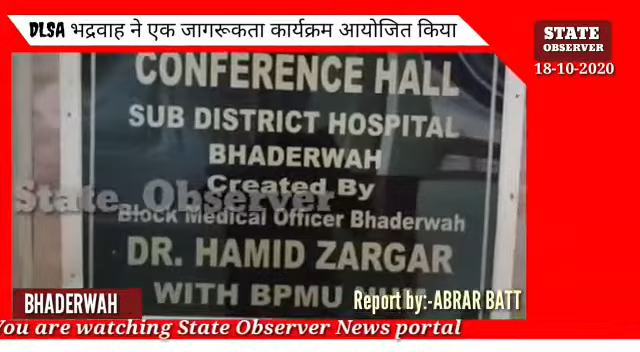 DLSA भद्रवाह ने एक जागरूकता कार्यक्रम आयोजित किया
STATE
OBSERVER
18-10-2020
CONFERENCE HALL
SUB DISTRICT HOSPITAL
BHADERWAH
Created By
State Observer
Block Medical Officer Bhaderwah
DR. HAMID ZARGAR
WITH BPMU
BHADERWAH
Report by:-ABRAR BATT
You are watching State Observer News portal